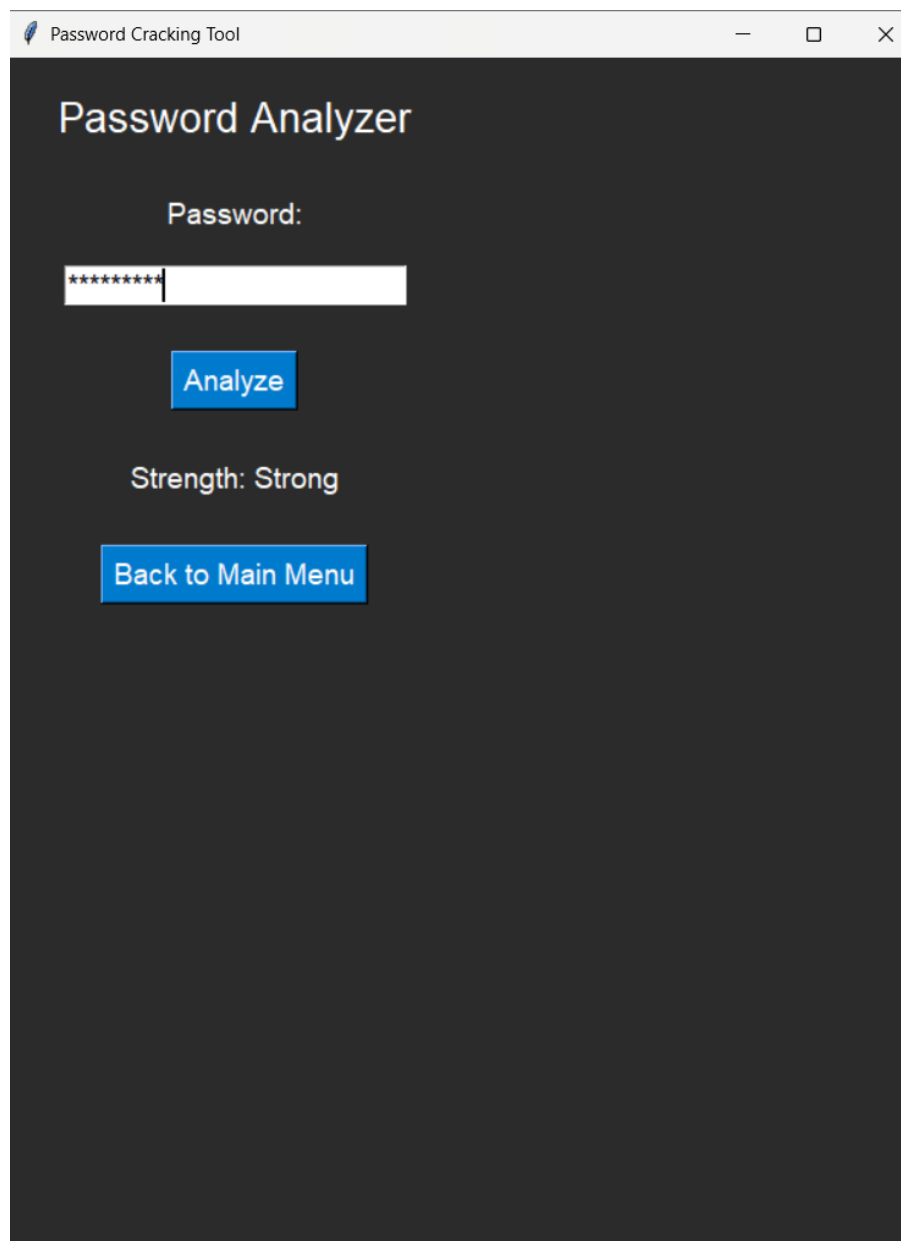 Password Cracking Tool
Password Analyzer
Password:
*********
Analyze
Strength: Strong
Back to Main Menu